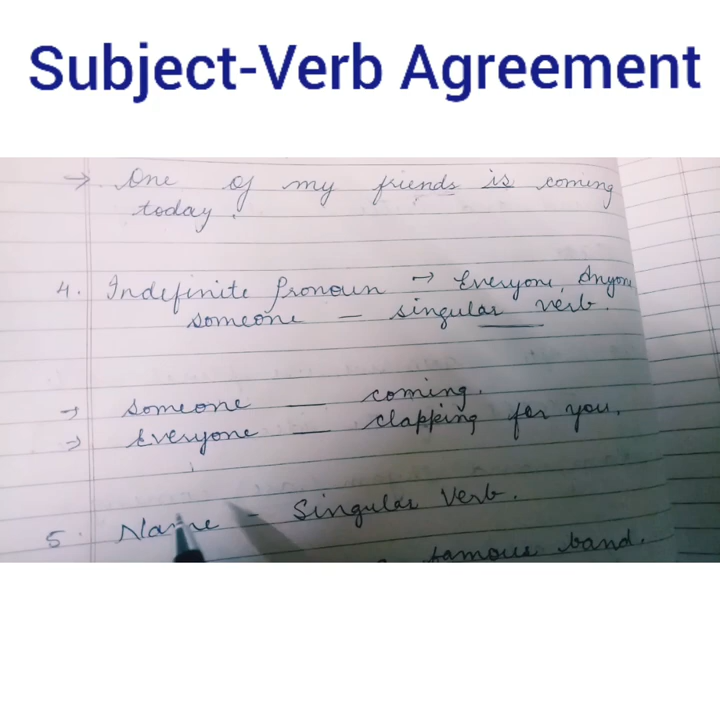 Subject-Verb Agreement
→ One of my friends is coming
today.
4. Indefinite Pronoun → Everyone, Anyone
someone — singular verb.
→ someone — coming.
→ Everyone — clapping for you.
5. Name - Singular Verb.
famous band.